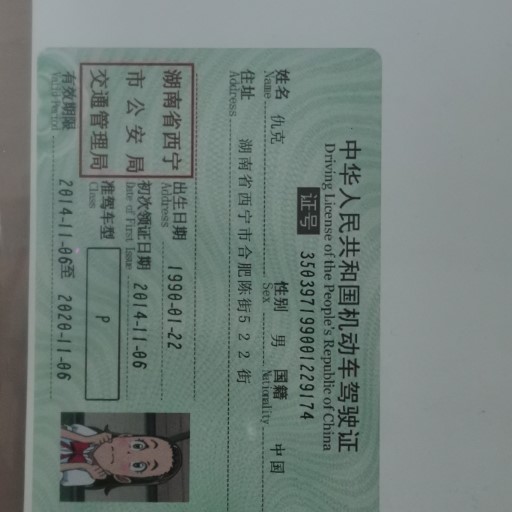 中华人民共和国机动车驾驶证
Driving License of the People's Republic of China
证号 350397199001229174
姓名 仇克 性别 男 国籍 中国
Name Sex Nationality
住址 湖南省西宁市合肥陈街522街
Address
湖南省西宁
市公安局
交通管理局
出生日期 1990-01-22
Address
初次领证日期 2014-11-06
Date of First Issue
准驾车型 P
Class
有效期限 2014-11-06至 2020-11-06
Valid Period